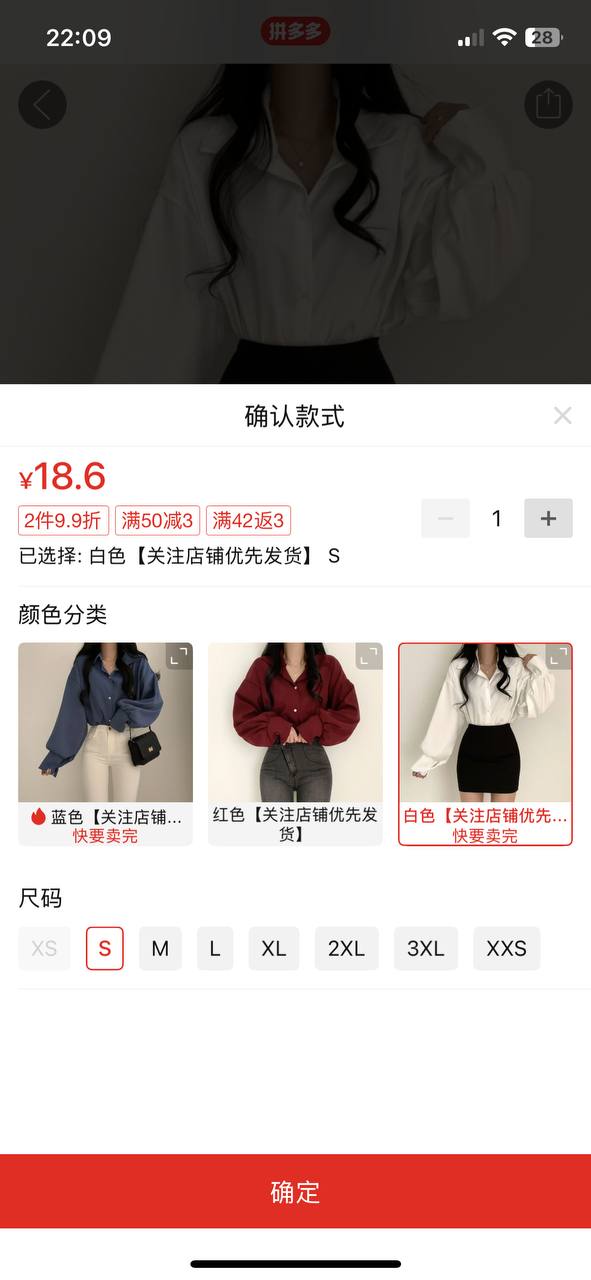 22:09
拼多多
28
确认款式
¥18.6
2件9.9折 满50减3 满42返3
1
已选择: 白色【关注店铺优先发货】 S
颜色分类
蓝色【关注店铺...
快要卖完
红色【关注店铺优先发
货】
白色【关注店铺优先...
快要卖完
尺码
XS S M L XL 2XL 3XL XXS
确定